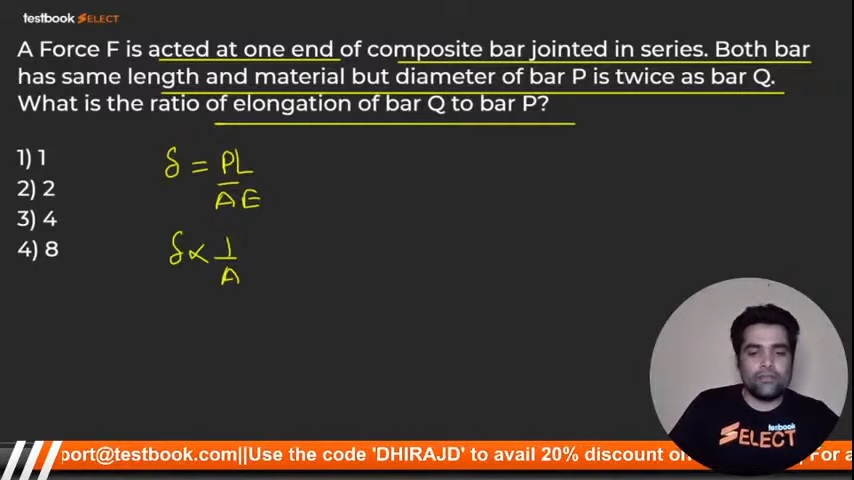 testbook SELECT
A Force F is acted at one end of composite bar jointed in series. Both bar
has same length and material but diameter of bar P is twice as bar Q.
What is the ratio of elongation of bar Q to bar P?
1) 1
2) 2
3) 4
4) 8
δ = PL
AE
δ ∝ 1
A
testbook
SELECT
port@testbook.com||Use the code 'DHIRAJD' to avail 20% discount on
For a